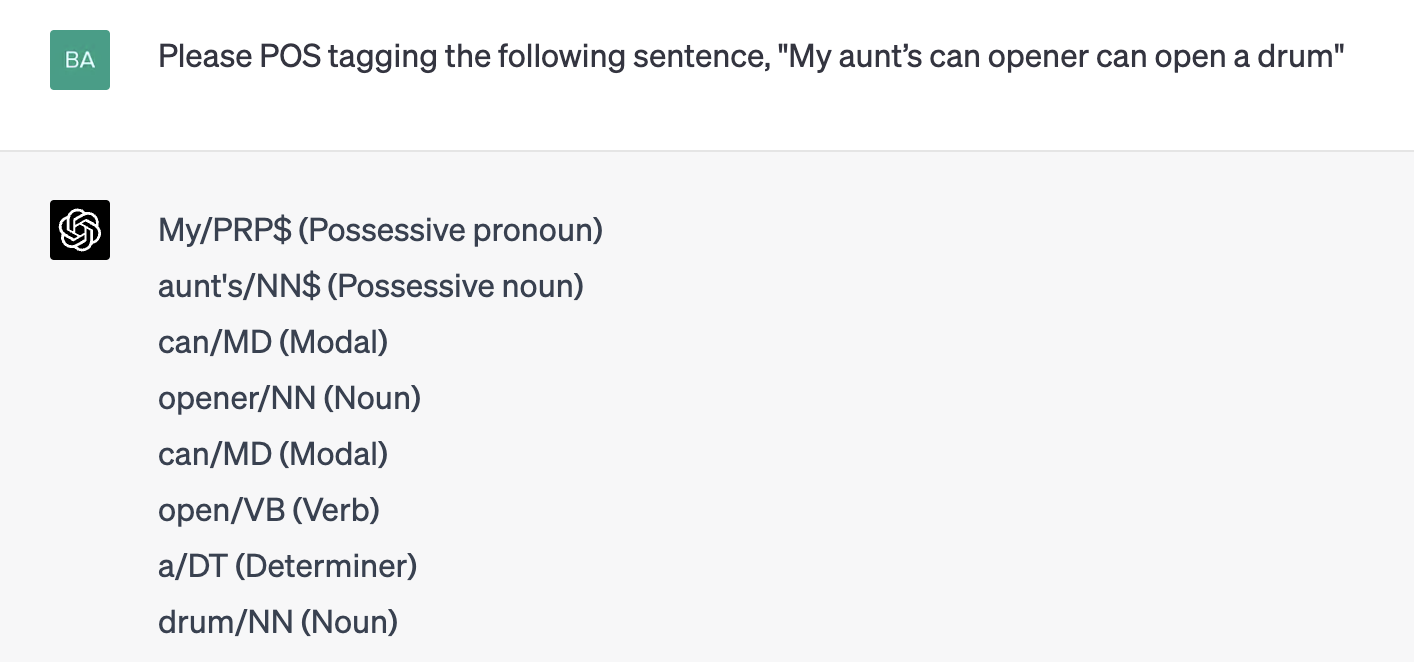 BA
Please POS tagging the following sentence, "My aunt’s can opener can open a drum"
My/PRP$ (Possessive pronoun)
aunt's/NN$ (Possessive noun)
can/MD (Modal)
opener/NN (Noun)
can/MD (Modal)
open/VB (Verb)
a/DT (Determiner)
drum/NN (Noun)